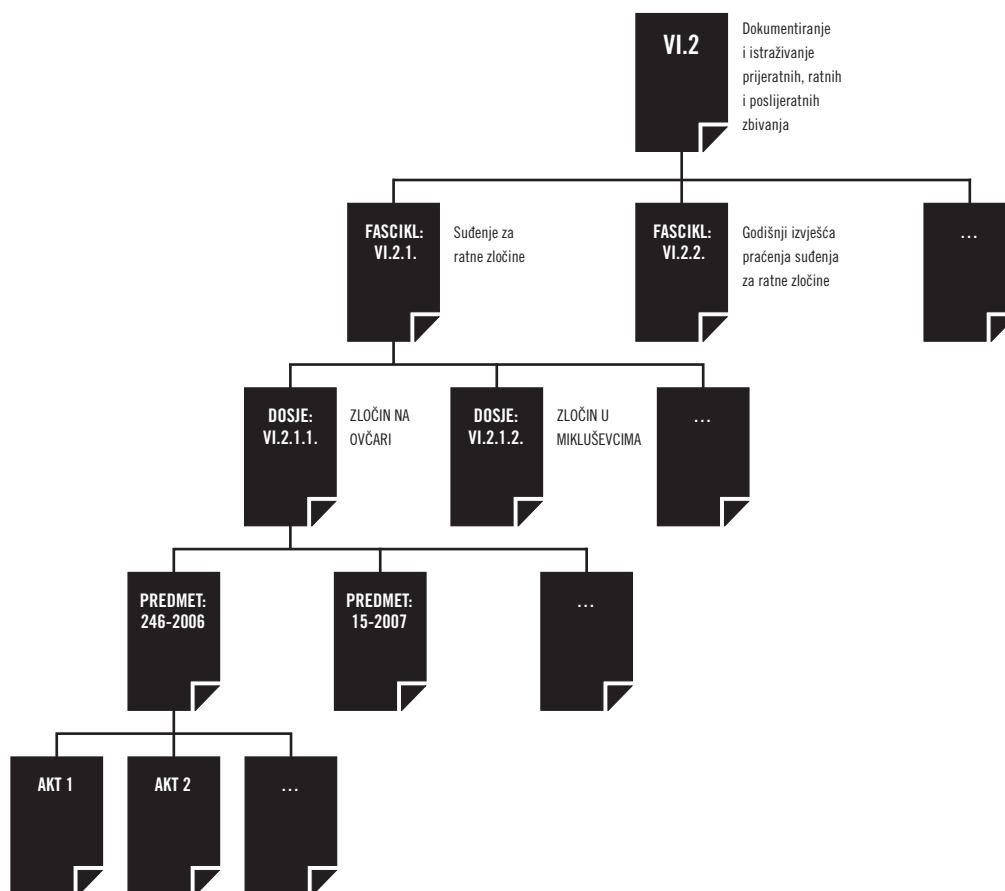 VI.2
Dokumentiranje
i istraživanje
prijeratnih, ratnih
i poslijeratnih
zbivanja
FASCIKL:
VI.2.1.
Suđenje za
ratne zločine
FASCIKL:
VI.2.2.
Godišnji izvješća
praćenja suđenja
za ratne zločine
...
DOSJE:
VI.2.1.1.
ZLOČIN NA
OVČARI
DOSJE:
VI.2.1.2.
ZLOČIN U
MIKLUŠEVCIMA
...
PREDMET:
246-2006
PREDMET:
15-2007
...
AKT 1
AKT 2
...